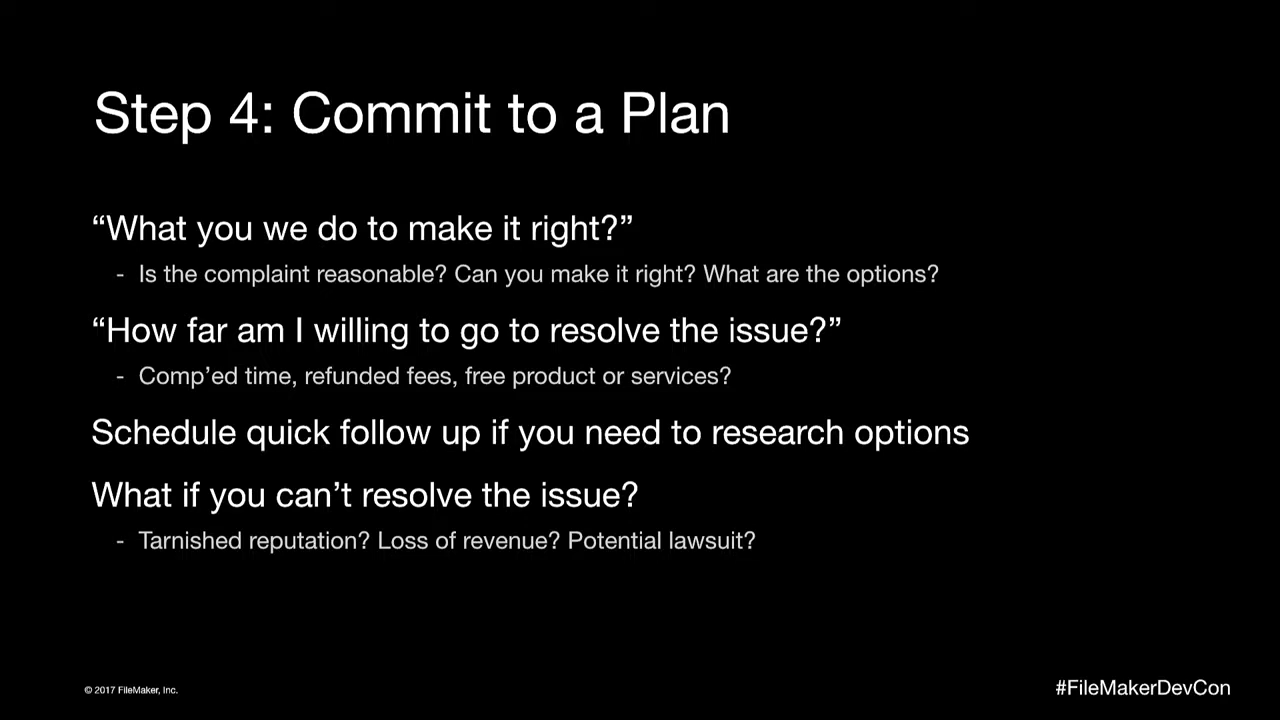 Step 4: Commit to a Plan
“What you we do to make it right?”
- Is the complaint reasonable? Can you make it right? What are the options?
“How far am I willing to go to resolve the issue?”
- Comp’ed time, refunded fees, free product or services?
Schedule quick follow up if you need to research options
What if you can’t resolve the issue?
- Tarnished reputation? Loss of revenue? Potential lawsuit?
© 2017 FileMaker, Inc.
#FileMakerDevCon